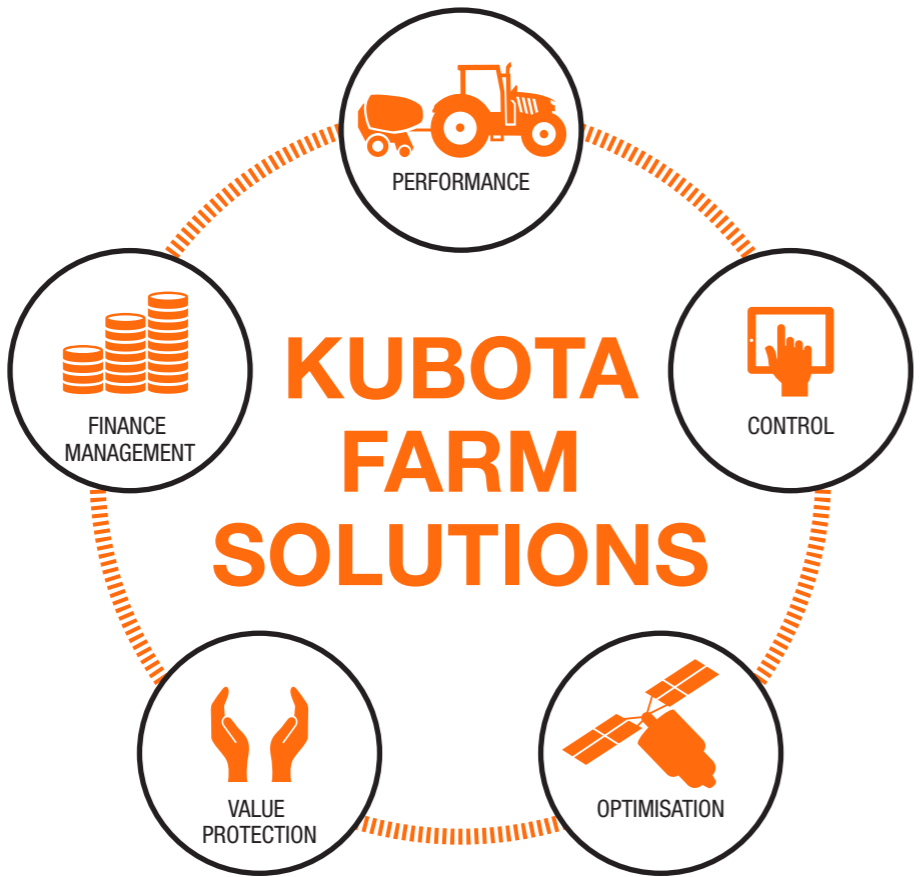 PERFORMANCE
FINANCE
MANAGEMENT
CONTROL
KUBOTA
FARM
SOLUTIONS
VALUE
PROTECTION
OPTIMISATION